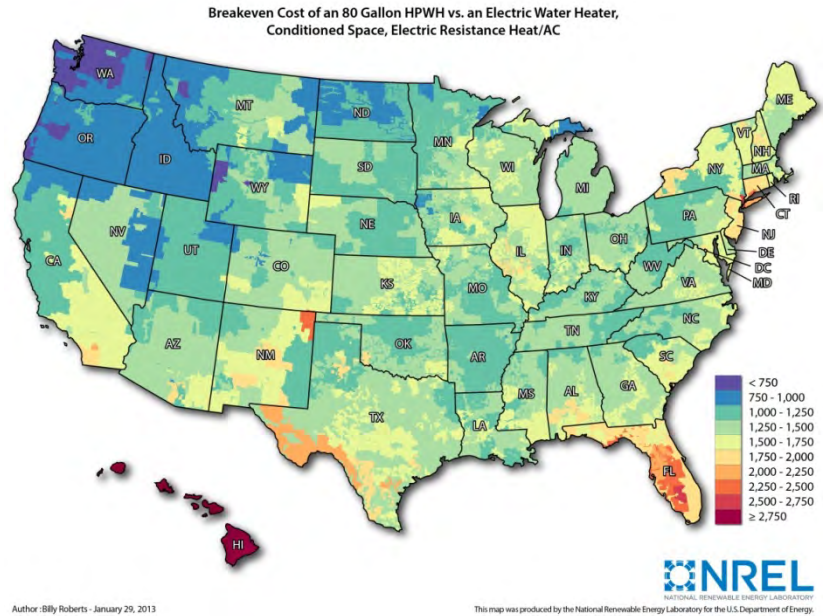 Breakeven Cost of an 80 Gallon HPWH vs. an Electric Water Heater,
Conditioned Space, Electric Resistance Heat/AC
WA
MT
ND
OR
ID
WY
SD
MN
WI
MI
NY
VT
NH
ME
MA
RI
CT
NJ
DE
DC
MD
PA
CA
NV
UT
CO
NE
IA
IL
IN
OH
WV
VA
KS
MO
KY
AZ
NM
OK
AR
TN
NC
SC
TX
LA
MS
AL
GA
FL
HI
< 750
750 - 1,000
1,000 - 1,250
1,250 - 1,500
1,500 - 1,750
1,750 - 2,000
2,000 - 2,250
2,250 - 2,500
2,500 - 2,750
≥ 2,750
NREL
NATIONAL RENEWABLE ENERGY LABORATORY
Author : Billy Roberts - January 29, 2013
This map was produced by the National Renewable Energy Laboratory for the U.S. Department of Energy.